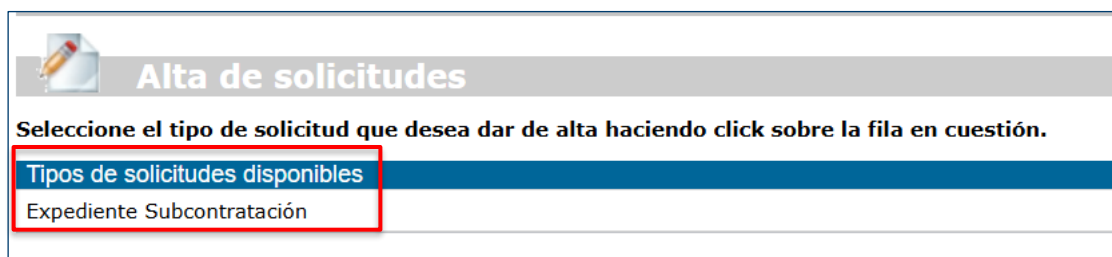 Alta de solicitudes
Seleccione el tipo de solicitud que desea dar de alta haciendo click sobre la fila en cuestión.
Tipos de solicitudes disponibles
Expediente Subcontratación